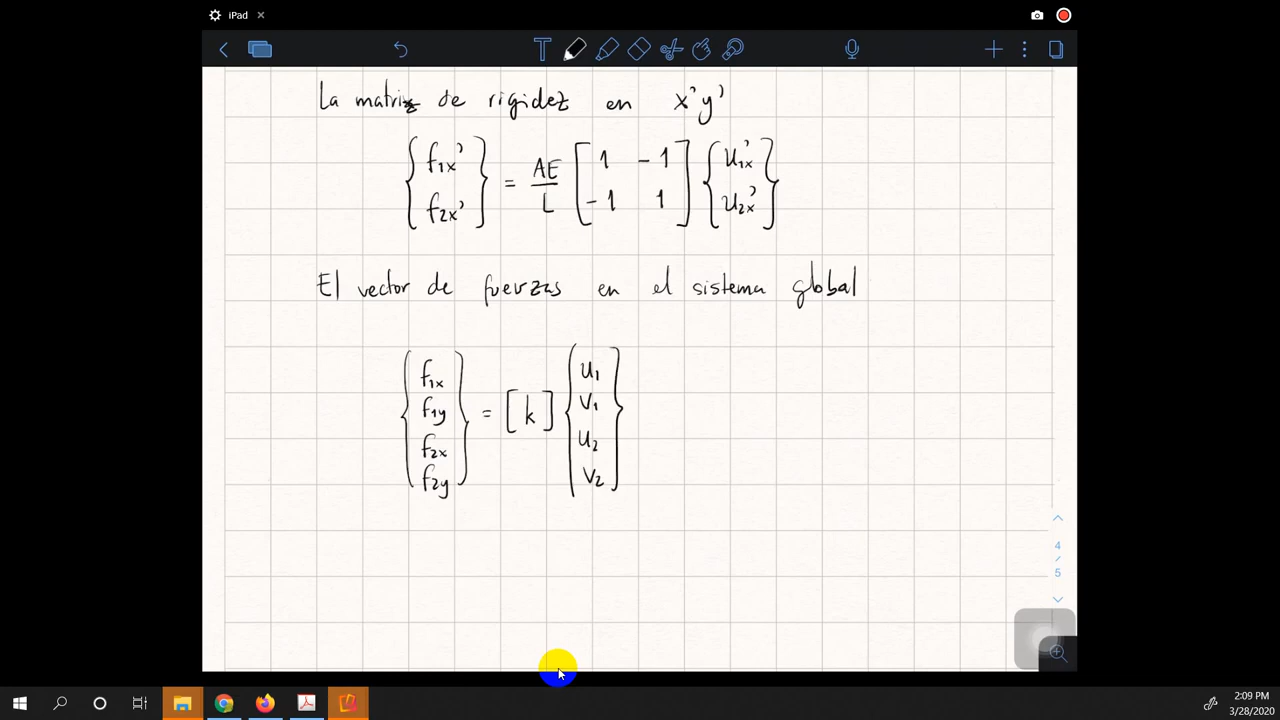 iPad
La matriz de rigidez en x'y'
{ f1x' f2x' } = AE/L [ 1 -1 -1 1 ] { u1x' u2x' }
El vector de fuerzas en el sistema global
{ f1x f1y f2x f2y } = [ k ] { u1 v1 u2 v2 }
4
/
5
2:09 PM
3/28/2020